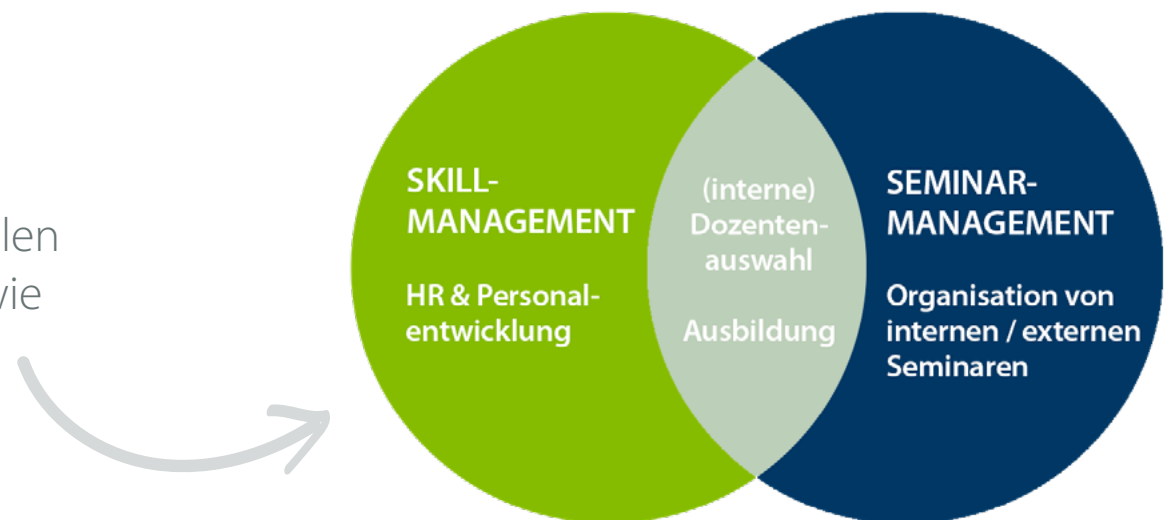 SKILL-
MANAGEMENT
HR & Personal-
entwicklung
(interne)
Dozenten-
auswahl
Ausbildung
SEMINAR-
MANAGEMENT
Organisation von
internen / externen
Seminaren